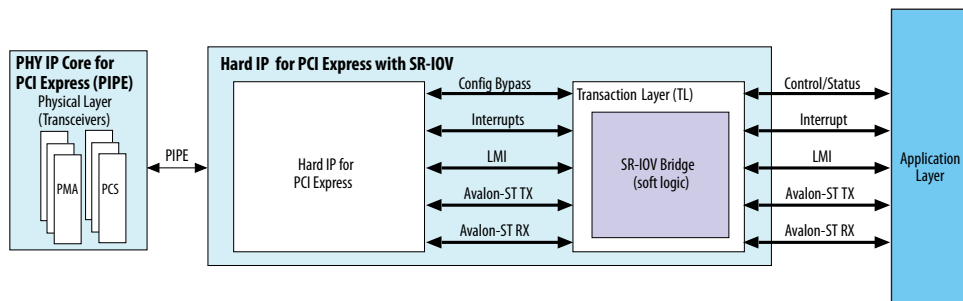 PHY IP Core for
PCI Express (PIPE)
Physical Layer
(Transceivers)
PMA
PCS
PIPE
Hard IP for PCI Express with SR-IOV
Hard IP for
PCI Express
Config Bypass
Interrupts
LMI
Avalon-ST TX
Avalon-ST RX
Transaction Layer (TL)
SR-IOV Bridge
(soft logic)
Control/Status
Interrupt
LMI
Avalon-ST TX
Avalon-ST RX
Application
Layer